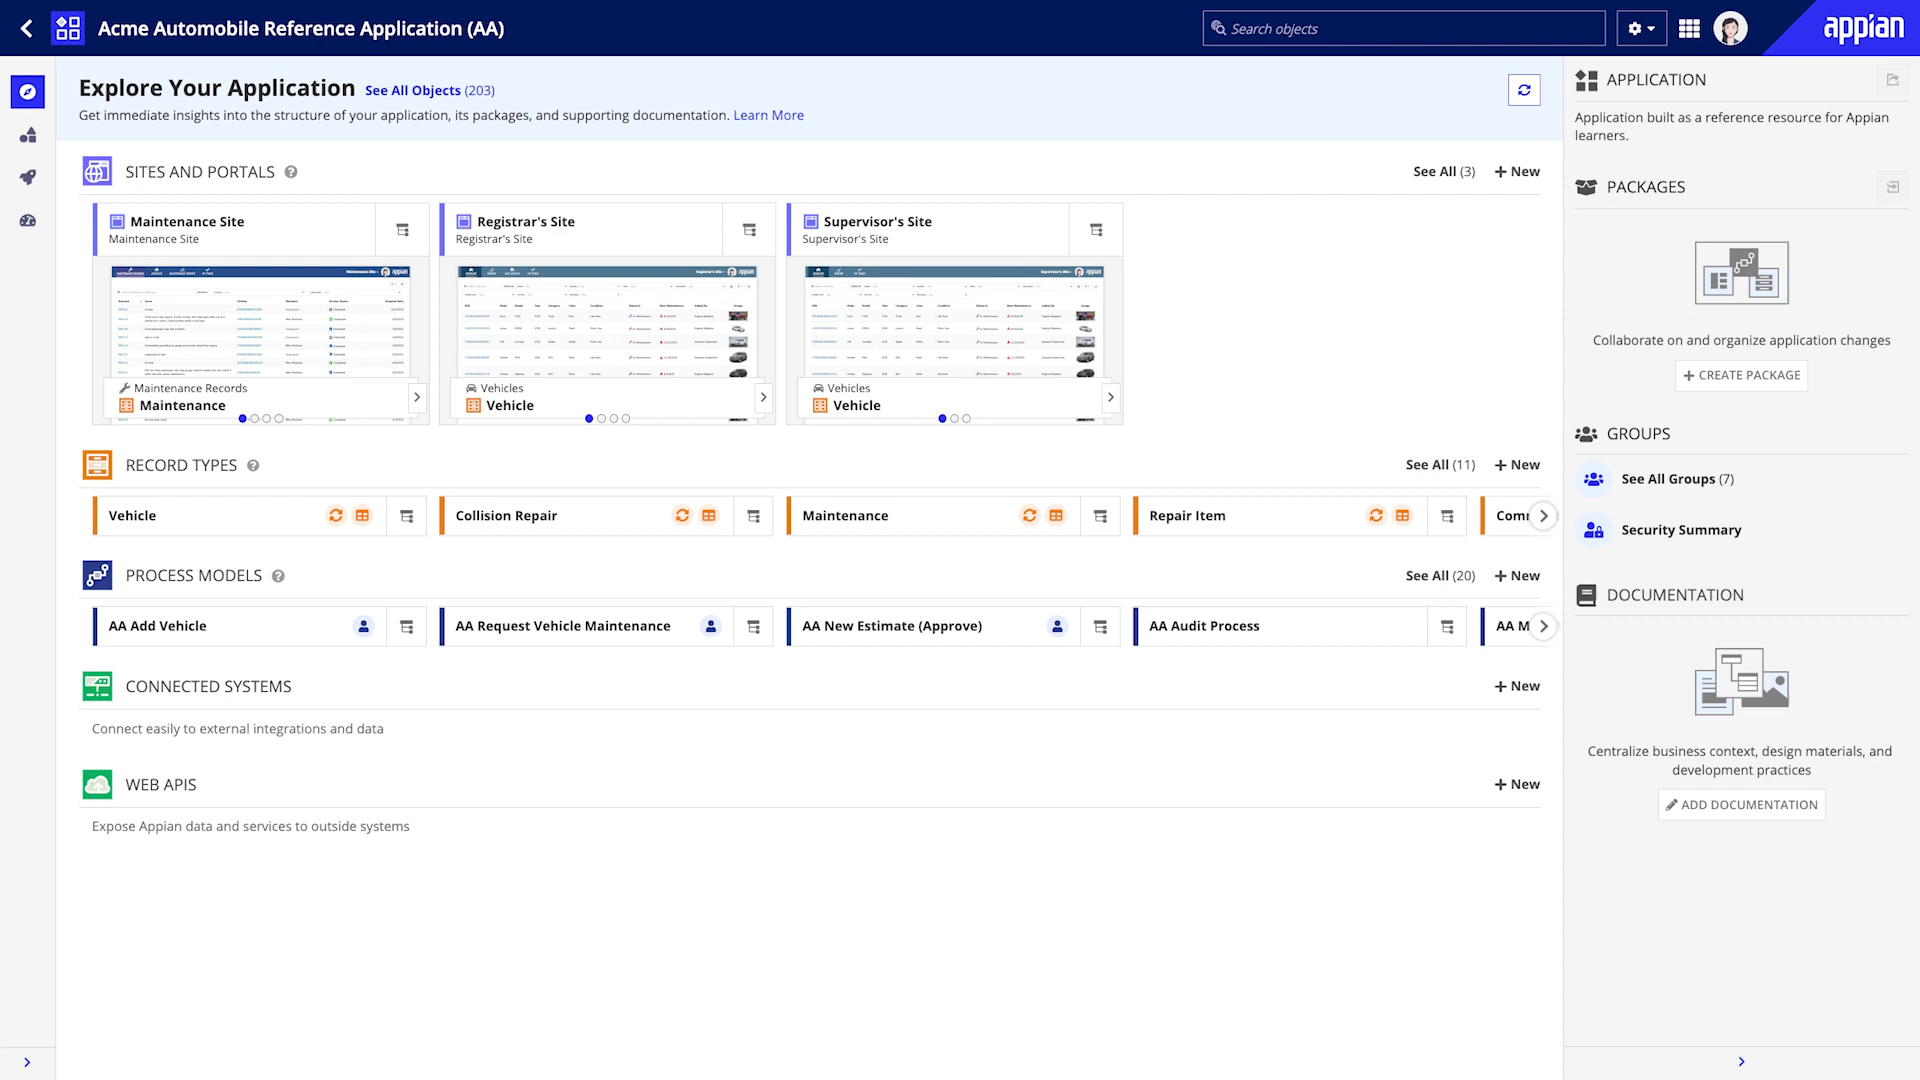 Acme Automobile Reference Application (AA)
Search objects
appian
Explore Your Application See All Objects (203)
Get immediate insights into the structure of your application, its packages, and supporting documentation. Learn More
SITES AND PORTALS
See All (3)
New
Maintenance Site
Maintenance Site
Registrar's Site
Registrar's Site
Supervisor's Site
Supervisor's Site
Maintenance Records
Maintenance
Vehicles
Vehicle
Vehicles
Vehicle
RECORD TYPES
See All (11)
New
Vehicle
Collision Repair
Maintenance
Repair Item
PROCESS MODELS
See All (20)
New
AA Add Vehicle
AA Request Vehicle Maintenance
AA New Estimate (Approve)
AA Audit Process
AA M
CONNECTED SYSTEMS
New
Connect easily to external integrations and data
WEB APIS
New
Expose Appian data and services to outside systems
APPLICATION
Application built as a reference resource for Appian
learners.
PACKAGES
Collaborate on and organize application changes
CREATE PACKAGE
GROUPS
See All Groups (7)
Security Summary
DOCUMENTATION
Centralize business context, design materials, and
development practices
ADD DOCUMENTATION